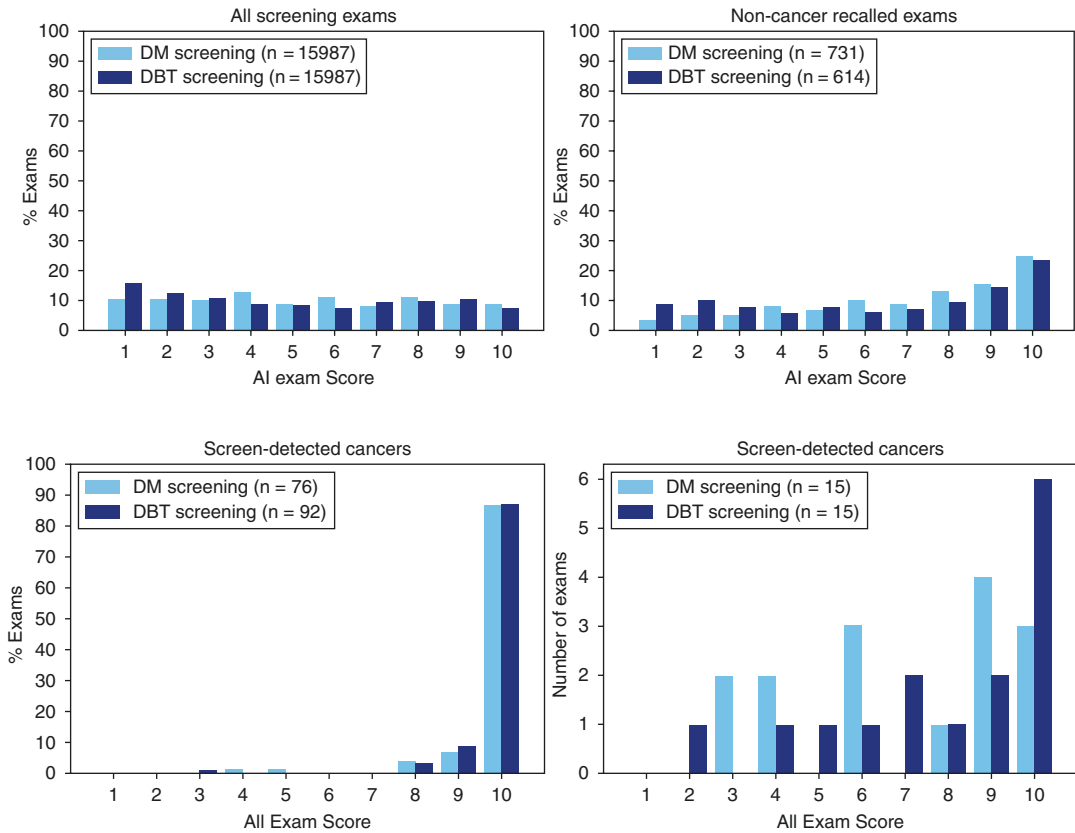 All screening exams
100
90
80
70
60
50
40
30
20
10
0
% Exams
DM screening (n = 15987)
DBT screening (n = 15987)
1 2 3 4 5 6 7 8 9 10
AI exam Score
Non-cancer recalled exams
100
90
80
70
60
50
40
30
20
10
0
% Exams
DM screening (n = 731)
DBT screening (n = 614)
1 2 3 4 5 6 7 8 9 10
AI exam Score
Screen-detected cancers
100
90
80
70
60
50
40
30
20
10
0
% Exams
DM screening (n = 76)
DBT screening (n = 92)
1 2 3 4 5 6 7 8 9 10
All Exam Score
Screen-detected cancers
6
5
4
3
2
1
0
Number of exams
DM screening (n = 15)
DBT screening (n = 15)
1 2 3 4 5 6 7 8 9 10
All Exam Score